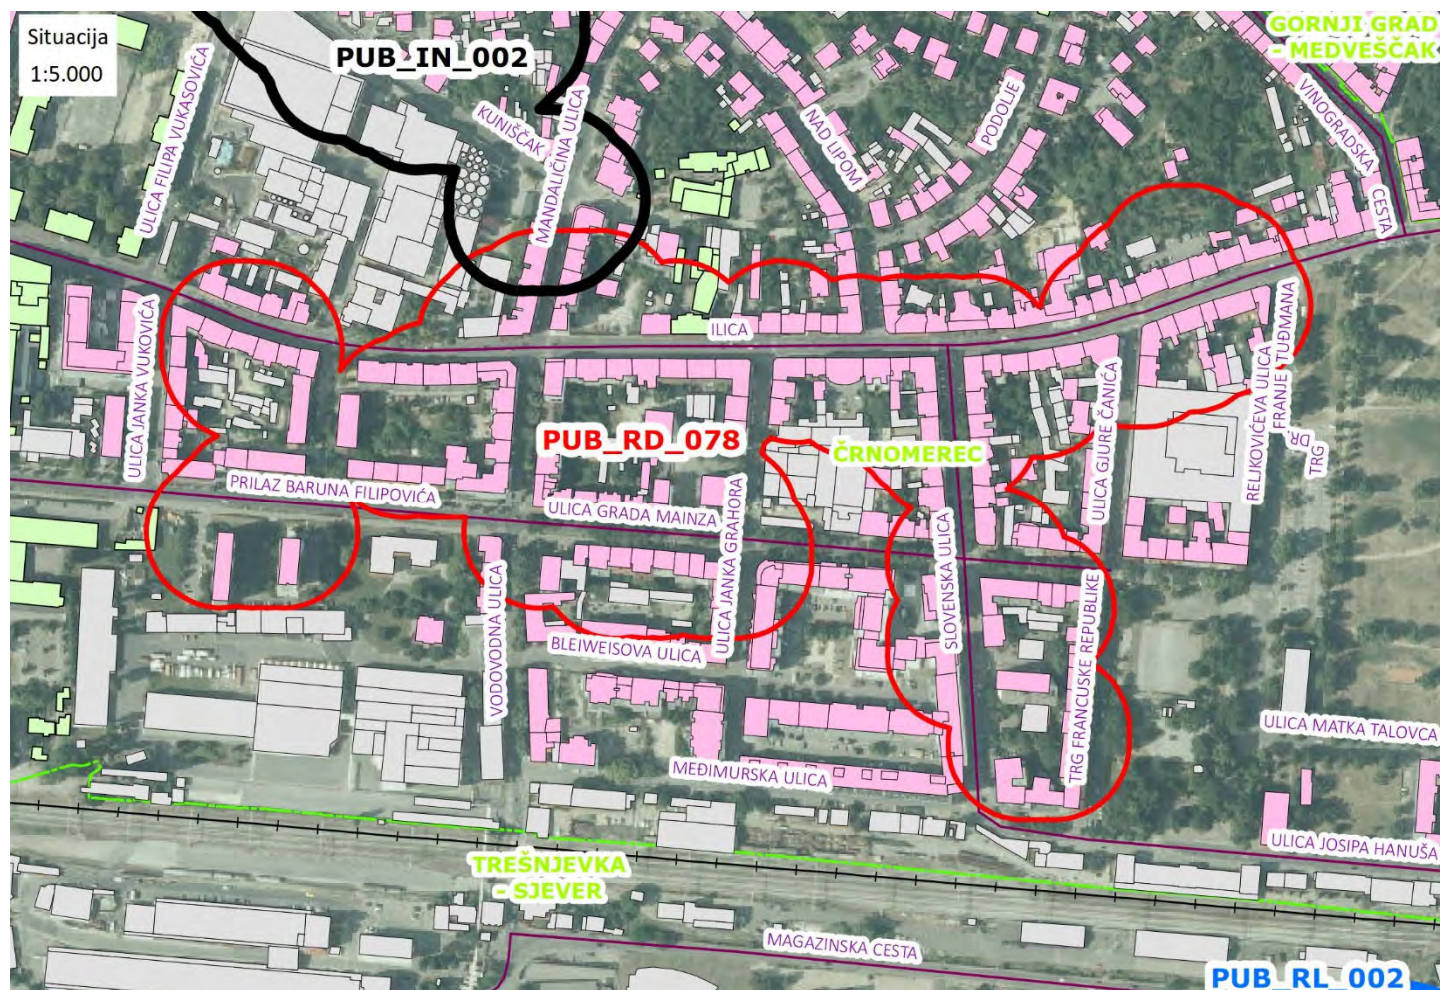 Situacija
1:5.000
PUB_IN_002
GORNJI GRAD
- MEDVEŠČAK
ULICA FILIPA VUKASOVIĆA
KUNIŠČAK
MANDALIČINA ULICA
NAD LIPOM
PODOLJE
VINOGRADSKA
CESTA
ILICA
ULICA JANKA VUKOVIĆA
PUB_RD_078
ČRNOMEREC
ULICA GJURE ČANIĆA
RELJKOVIĆEVA ULICA
TRG
DR.
FRANJE TUĐMANA
PRILAZ BARUNA FILIPOVIĆA
ULICA GRADA MAINZA
ULICA JANKA GRAHORA
SLOVENSKA ULICA
VODOVODNA ULICA
BLEIWEISOVA ULICA
TRG FRANCUSKE REPUBLIKE
MEĐIMURSKA ULICA
ULICA MATKA TALOVCA
ULICA JOSIPA HANUŠA
TREŠNJEVKA
- SJEVER
MAGAZINSKA CESTA
PUB_RL_002